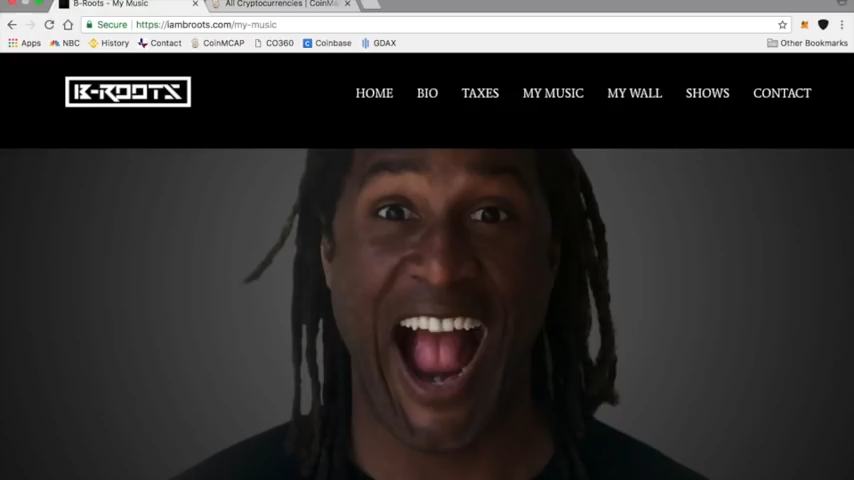 B-Roots - My Music
All Cryptocurrencies | CoinM
Secure https://iambroots.com/my-music
Apps NBC History Contact CoinMCAP CO360 Coinbase GDAX Other Bookmarks
B-ROOTS HOME BIO TAXES MY MUSIC MY WALL SHOWS CONTACT